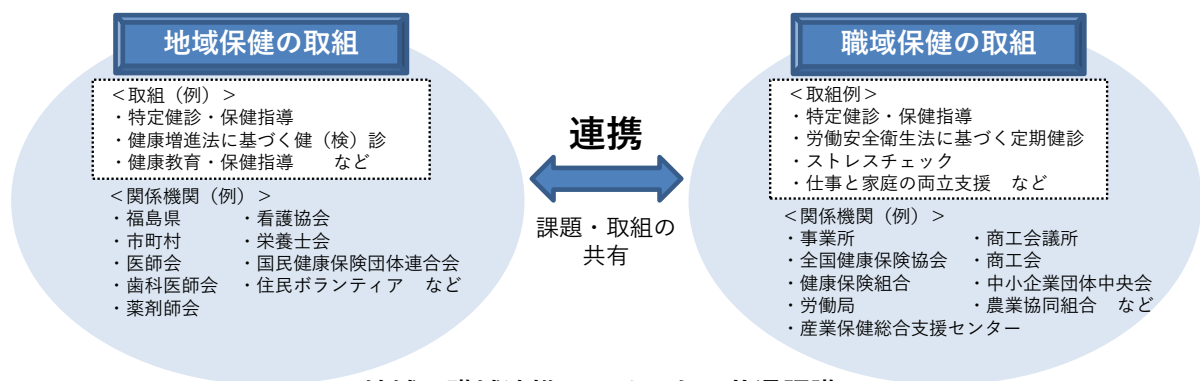 地域保健の取組
＜取組（例）＞
・特定健診・保健指導
・健康増進法に基づく健（検）診
・健康教育・保健指導　　など
＜関係機関（例）＞
・福島県　　　・看護協会
・市町村　　　・栄養士会
・医師会　　　・国民健康保険団体連合会
・歯科医師会　・住民ボランティア　など
・薬剤師会
連携
課題・取組の
共有
職域保健の取組
＜取組例＞
・特定健診・保健指導
・労働安全衛生法に基づく定期健診
・ストレスチェック
・仕事と家庭の両立支援　など
＜関係機関（例）＞
・事業所　　　　　　・商工会議所
・全国健康保険協会　・商工会
・健康保険組合　　　・中小企業団体中央会
・労働局　　　　　　・農業協同組合　など
・産業保健総合支援センター